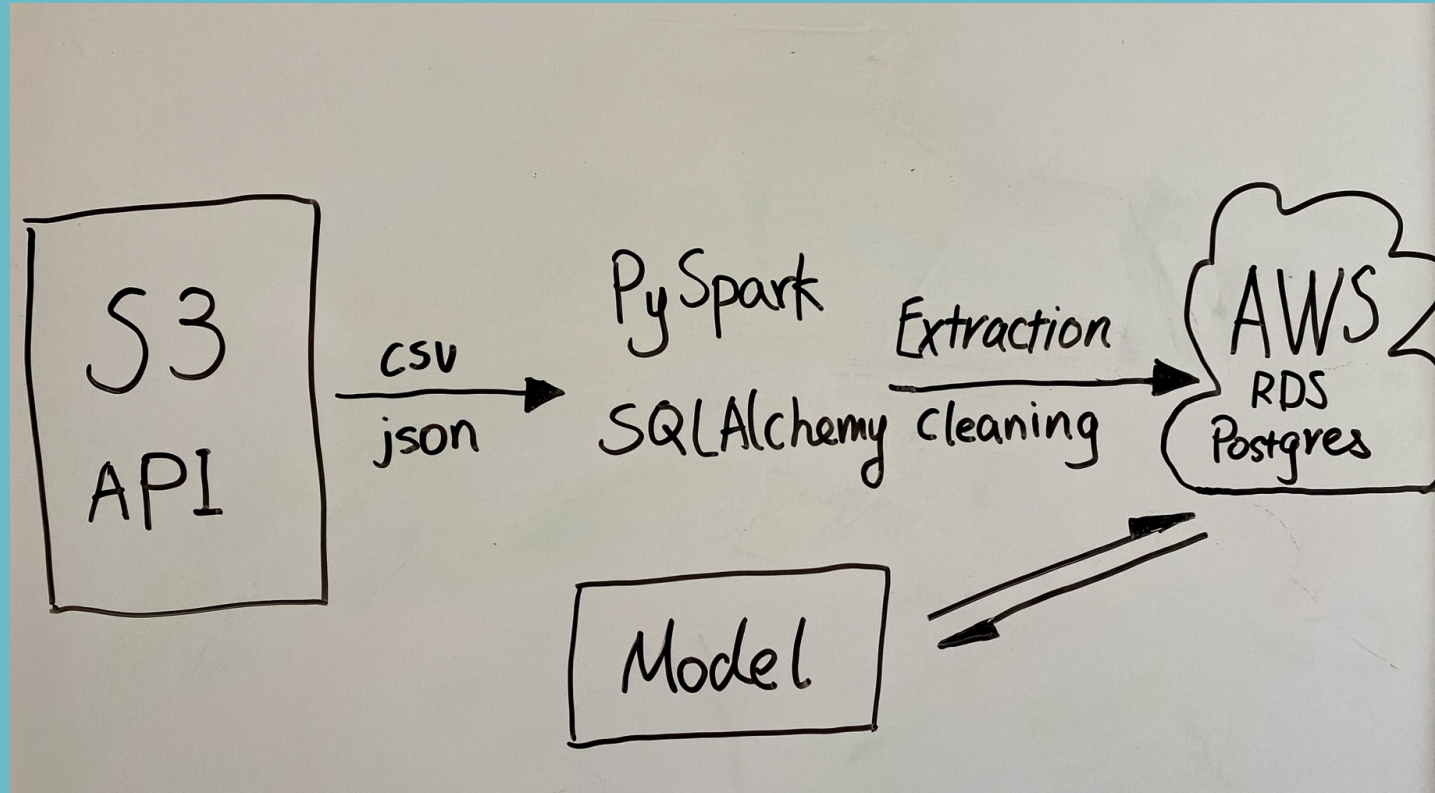 S3
API
csv
json
PySpark
SQLAlchemy
Extraction
cleaning
AWS
RDS
Postgres
Model